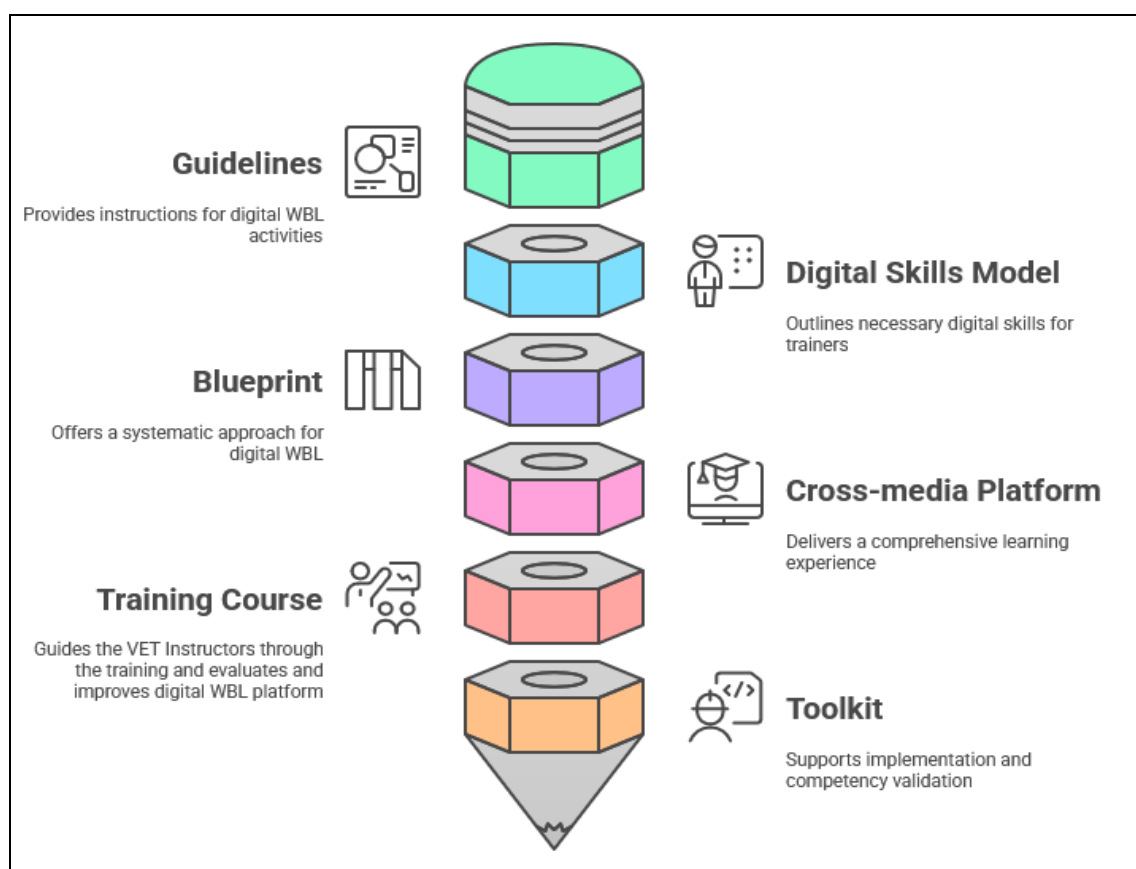 Guidelines
Provides instructions for digital WBL
activities
Digital Skills Model
Outlines necessary digital skills for
trainers
Blueprint
Offers a systematic approach for
digital WBL
Cross-media Platform
Delivers a comprehensive learning
experience
Training Course
Guides the VET Instructors through
the training and evaluates and
improves digital WBL platform
</>
Toolkit
Supports implementation and
competency validation